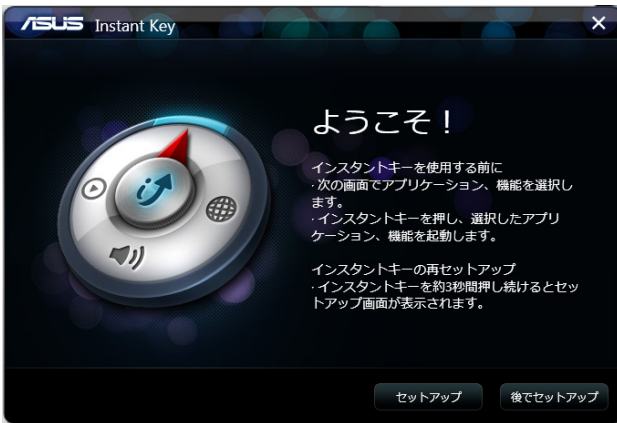 ASUS Instant Key
ようこそ！
インスタントキーを使用する前に
·次の画面でアプリケーション、機能を選択し
ます。
·インスタントキーを押し、選択したアプリ
ケーション、機能を起動します。
インスタントキーの再セットアップ
·インスタントキーを約3秒間押し続けるとセッ
トアップ画面が表示されます。
セットアップ 後でセットアップ